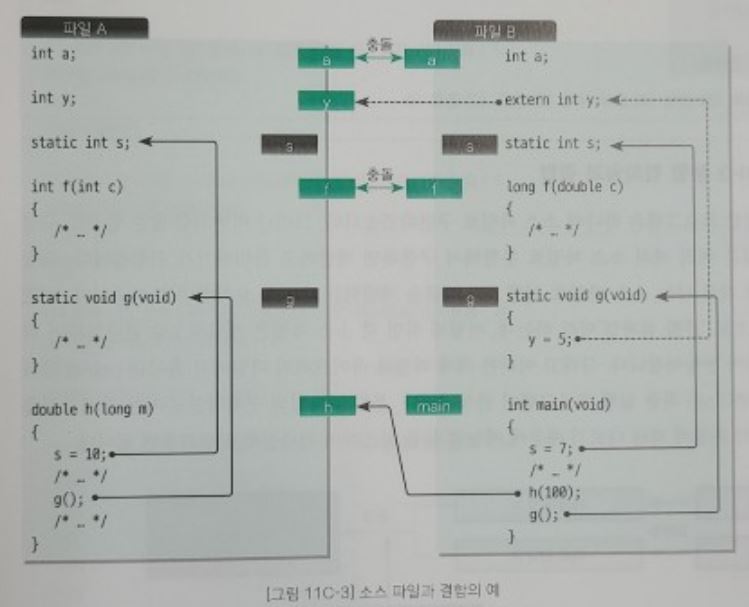 파일 A
int a;
int y;
static int s;
int f(int c)
{
/* … */
}
static void g(void)
{
/* … */
}
double h(long m)
{
s = 10;
/* … */
g();
/* … */
}
충돌
a
a
y
s
s
충돌
f
f
g
g
h
main
파일 B
int a;
extern int y;
static int s;
long f(double c)
{
/* … */
}
static void g(void)
{
y = 5;
}
int main(void)
{
s = 7;
/* … */
h(100);
g();
}
[그림 11C-3] 소스 파일과 결합의 예